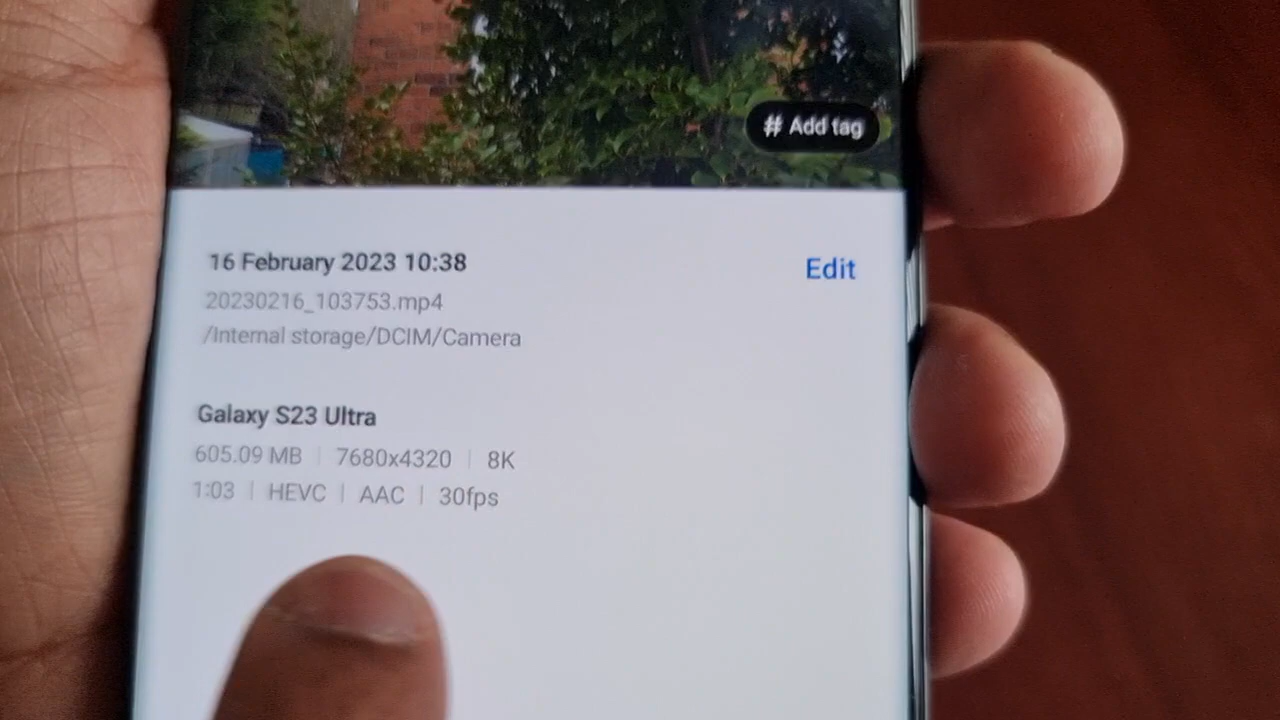 # Add tag
16 February 2023 10:38
Edit
20230216_103753.mp4
/Internal storage/DCIM/Camera
Galaxy S23 Ultra
605.09 MB | 7680x4320 | 8K
1:03 | HEVC | AAC | 30fps